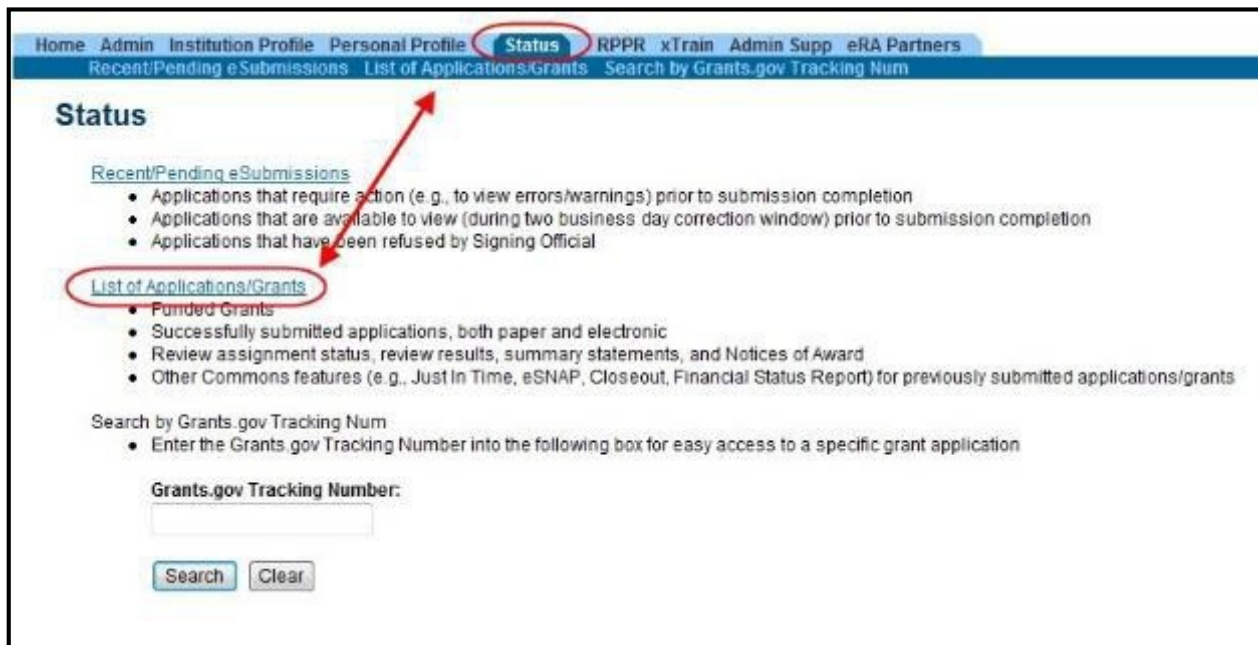 Home Admin Institution Profile Personal Profile Status RPPR xTrain Admin Supp eRA Partners
Recent/Pending eSubmissions List of Applications/Grants Search by Grants.gov Tracking Num
Status
Recent/Pending eSubmissions
• Applications that require action (e.g., to view errors/warnings) prior to submission completion
• Applications that are available to view (during two business day correction window) prior to submission completion
• Applications that have been refused by Signing Official
List of Applications/Grants
• Funded Grants
• Successfully submitted applications, both paper and electronic
• Review assignment status, review results, summary statements, and Notices of Award
• Other Commons features (e.g., Just In Time, eSNAP, Closeout, Financial Status Report) for previously submitted applications/grants
Search by Grants.gov Tracking Num
• Enter the Grants.gov Tracking Number into the following box for easy access to a specific grant application
Grants.gov Tracking Number:
Search Clear